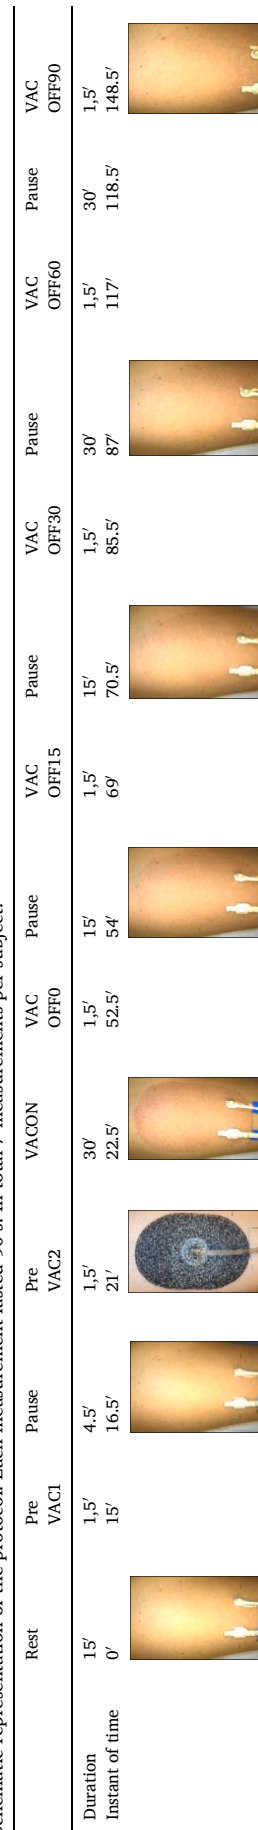 schematic representation of the protocol. Each measurement lasted 90 s. In total 7 measurements per subject.
Rest Pre VAC1 Pause Pre VAC2 VACON VAC OFF0 Pause VAC OFF15 Pause VAC OFF30 Pause VAC OFF60 Pause VAC OFF90
Duration 15′ 1,5′ 4.5′ 1,5′ 30′ 1,5′ 15′ 1,5′ 15′ 1,5′ 30′ 1,5′ 30′ 1,5′
Instant of time 0′ 15′ 16.5′ 21′ 22.5′ 52.5′ 54′ 69′ 70.5′ 85.5′ 87′ 117′ 118.5′ 148.5′